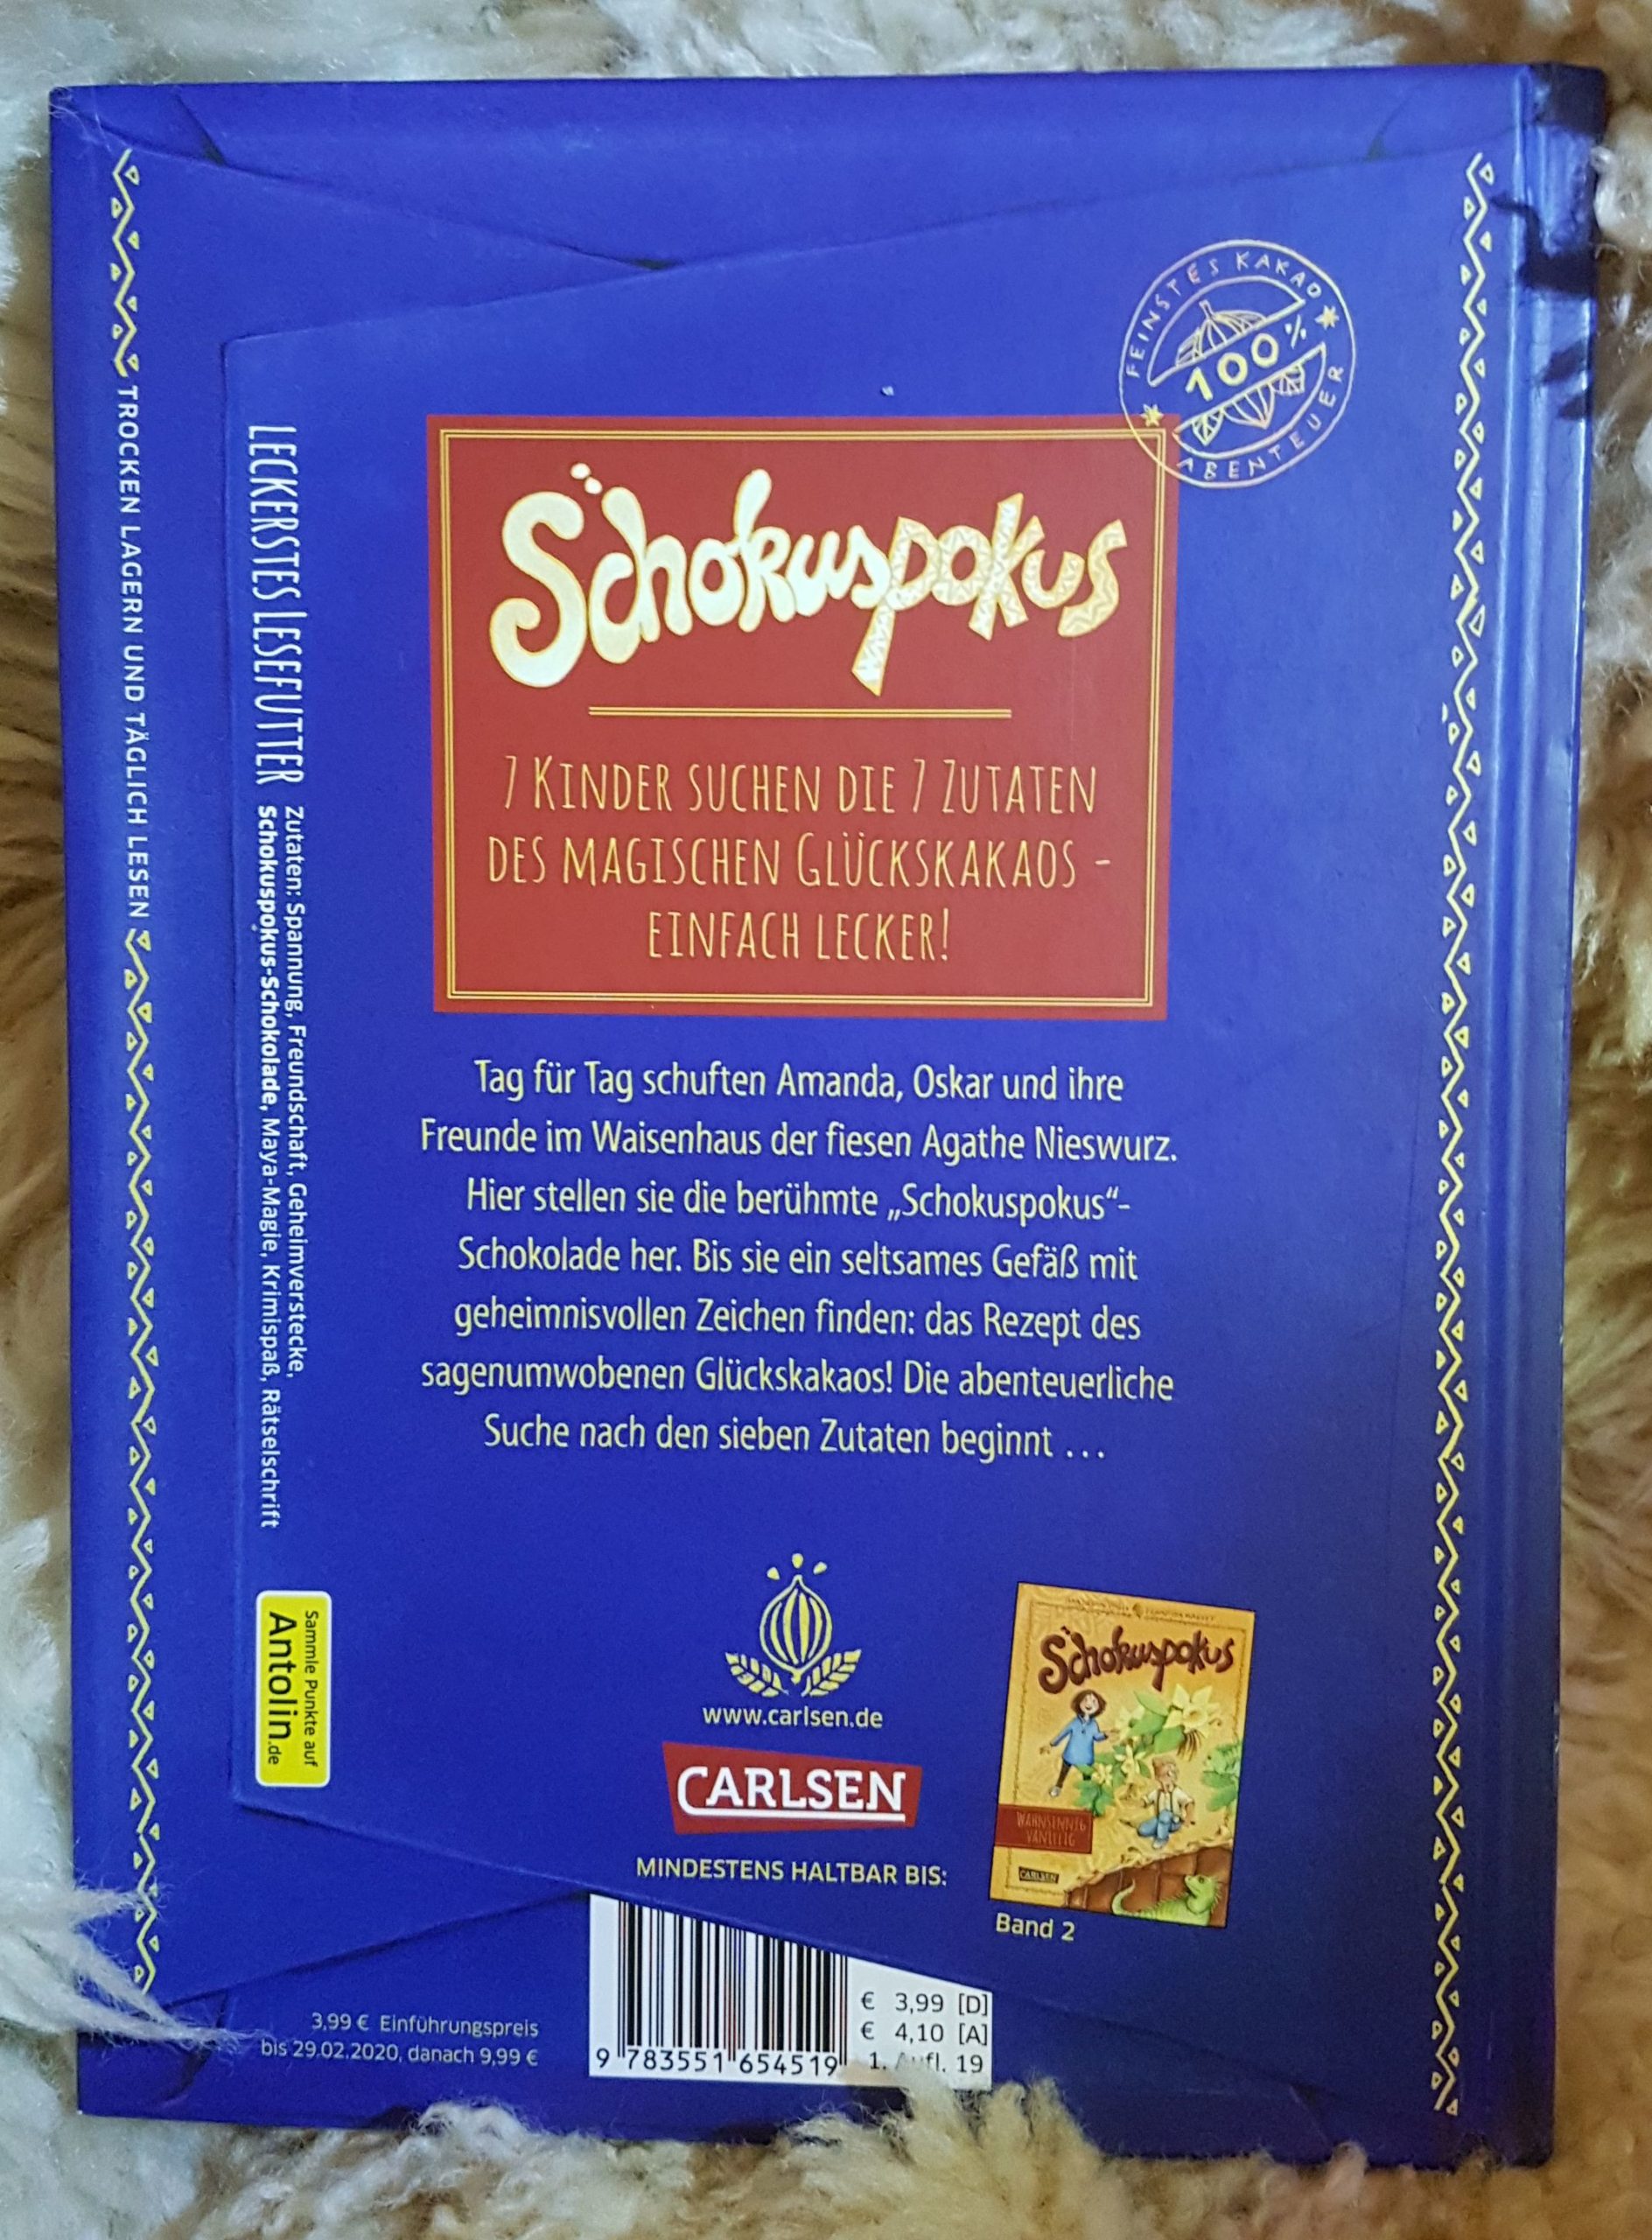 FEINSTES KAKAO
100%
ABENTEUER
Schokuspokus
7 KINDER SUCHEN DIE 7 ZUTATEN
DES MAGISCHEN GLÜCKSKAKAOS -
EINFACH LECKER!
Tag für Tag schuften Amanda, Oskar und ihre
Freunde im Waisenhaus der fiesen Agathe Nieswurz.
Hier stellen sie die berühmte „Schokuspokus“-
Schokolade her. Bis sie ein seltsames Gefäß mit
geheimnisvollen Zeichen finden: das Rezept des
sagenumwobenen Glückskakaos! Die abenteuerliche
Suche nach den sieben Zutaten beginnt ...
TROCKEN LAGERN UND TÄGLICH LESEN
LECKERSTES LESEFUTTER
Zutaten: Spannung, Freundschaft, Geheimverstecke,
Schokuspokus-Schokolade, Maya-Magie, Krimispaß, Rätselschrift
Sammle Punkte auf
Antolin.de
www.carlsen.de
CARLSEN
MINDESTENS HALTBAR BIS:
Schokuspokus
WAHNSINNIG
VANILLIG
CARLSEN
Band 2
3,99 € Einführungspreis
bis 29.02.2020, danach 9,99 €
€ 3,99 [D]
€ 4,10 [A]
1. Aufl. 19
9 783551 654519